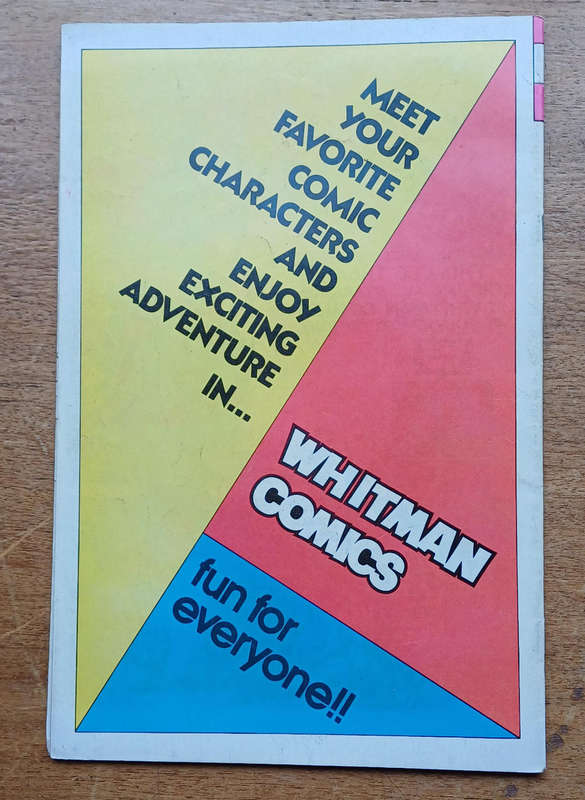 MEET
YOUR
FAVORITE
COMIC
CHARACTERS
AND
ENJOY
EXCITING
ADVENTURE
IN...
WHITMAN
COMICS
fun for
everyone!!